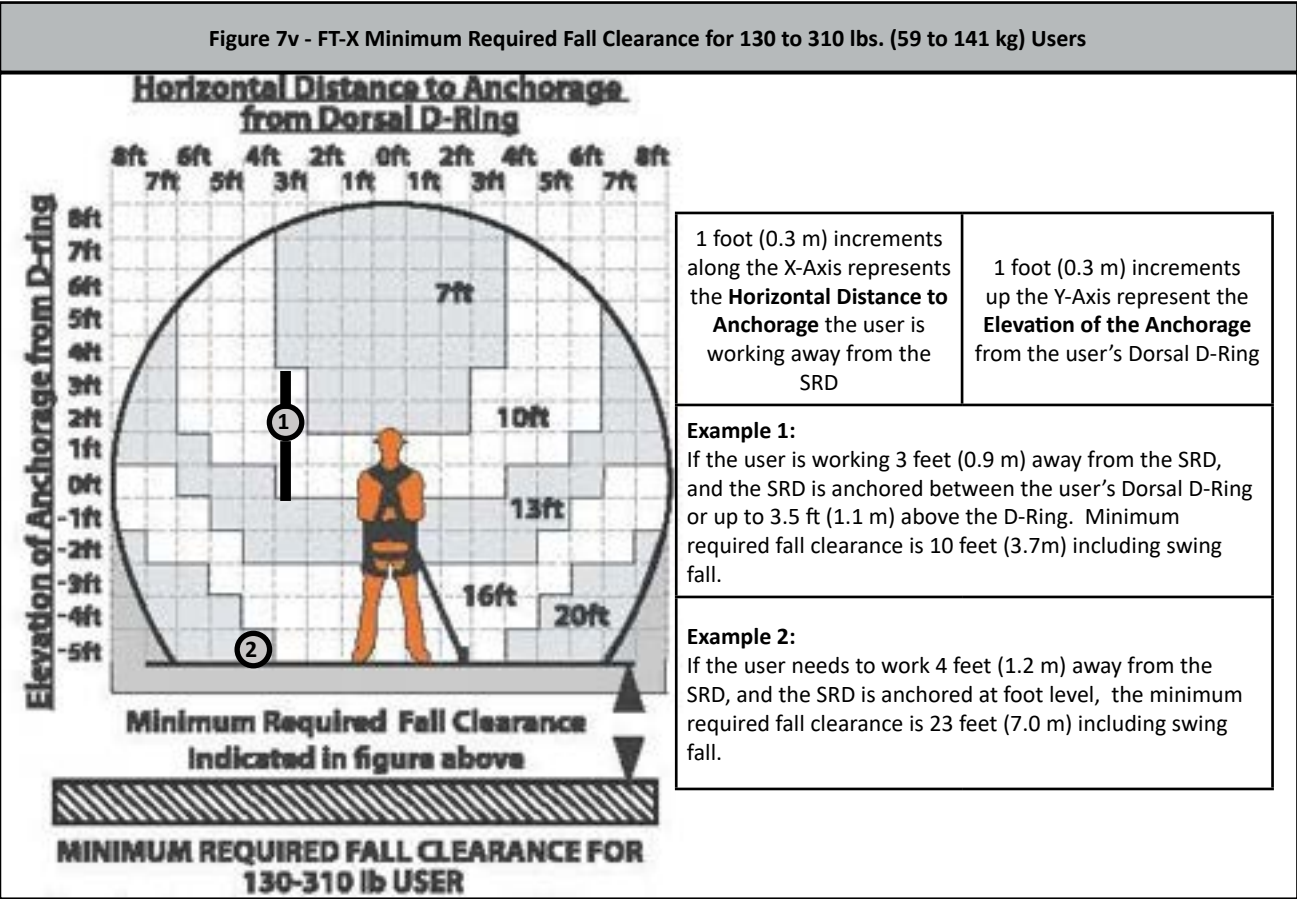 Figure 7v - FT-X Minimum Required Fall Clearance for 130 to 310 lbs. (59 to 141 kg) Users
Horizontal Distance to Anchorage
from Dorsal D-Ring
8ft 6ft 4ft 2ft 0ft 2ft 4ft 6ft 8ft
7ft 5ft 3ft 1ft 1ft 3ft 5ft 7ft
Elevation of Anchorage from D-ring
8ft
7ft
6ft
5ft
4ft
3ft
2ft
1ft
0ft
-1ft
-2ft
-3ft
-4ft
-5ft
7ft
10ft
13ft
16ft
20ft
1
2
Minimum Required Fall Clearance
Indicated in figure above
MINIMUM REQUIRED FALL CLEARANCE FOR
130-310 lb USER
1 foot (0.3 m) increments
along the X-Axis represents
the Horizontal Distance to
Anchorage the user is
working away from the
SRD
1 foot (0.3 m) increments
up the Y-Axis represent the
Elevation of the Anchorage
from the user's Dorsal D-Ring
Example 1:
If the user is working 3 feet (0.9 m) away from the SRD,
and the SRD is anchored between the user's Dorsal D-Ring
or up to 3.5 ft (1.1 m) above the D-Ring. Minimum
required fall clearance is 10 feet (3.7m) including swing
fall.
Example 2:
If the user needs to work 4 feet (1.2 m) away from the
SRD, and the SRD is anchored at foot level, the minimum
required fall clearance is 23 feet (7.0 m) including swing
fall.